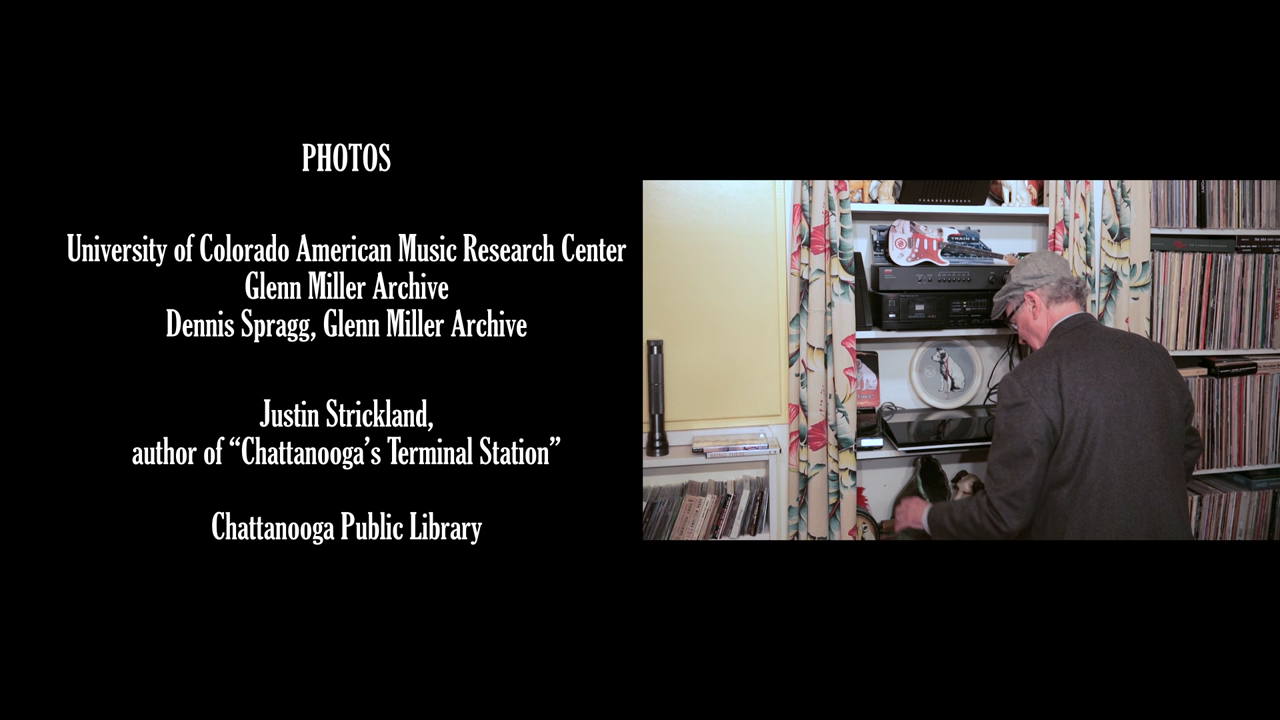 PHOTOS
University of Colorado American Music Research Center
Glenn Miller Archive
Dennis Spragg, Glenn Miller Archive
Justin Strickland,
author of “Chattanooga’s Terminal Station”
Chattanooga Public Library